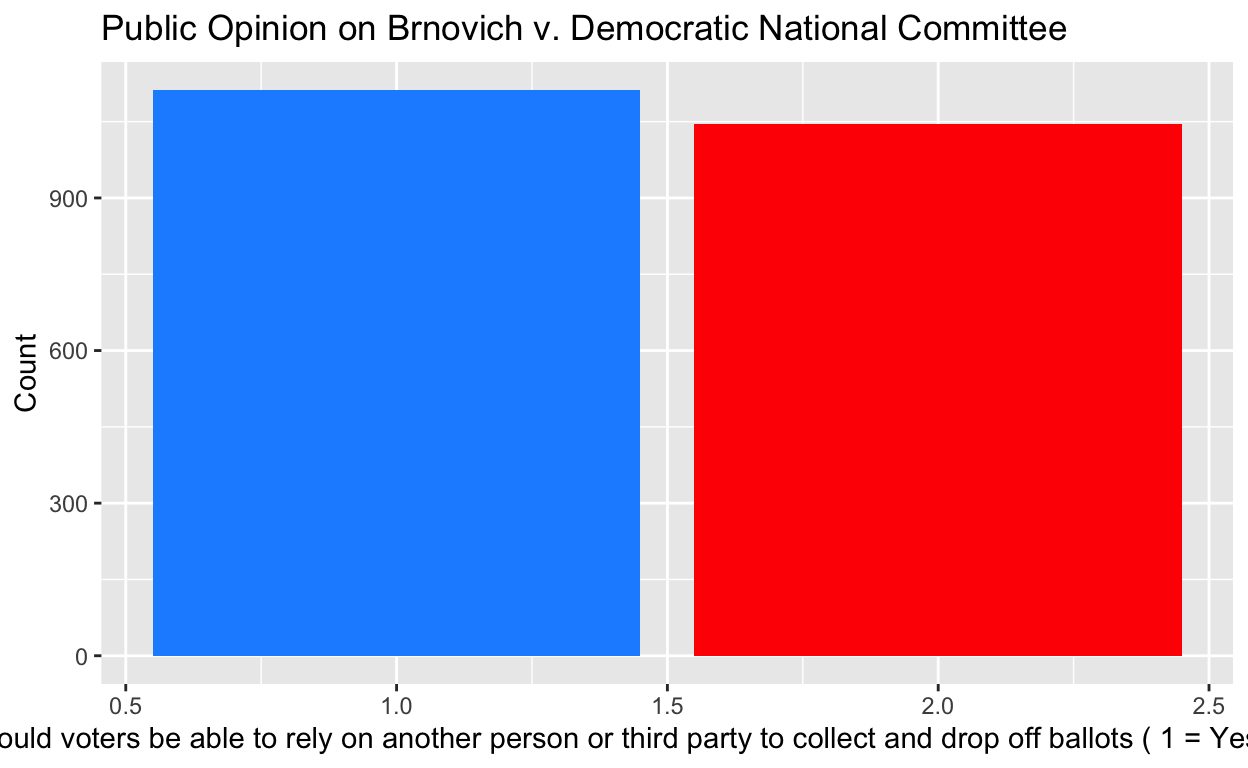 Public Opinion on Brnovich v. Democratic National Committee
Count
900
600
300
0
0.5 1.0 1.5 2.0 2.5
voters be able to rely on another person or third party to collect and drop off ballots ( 1 =